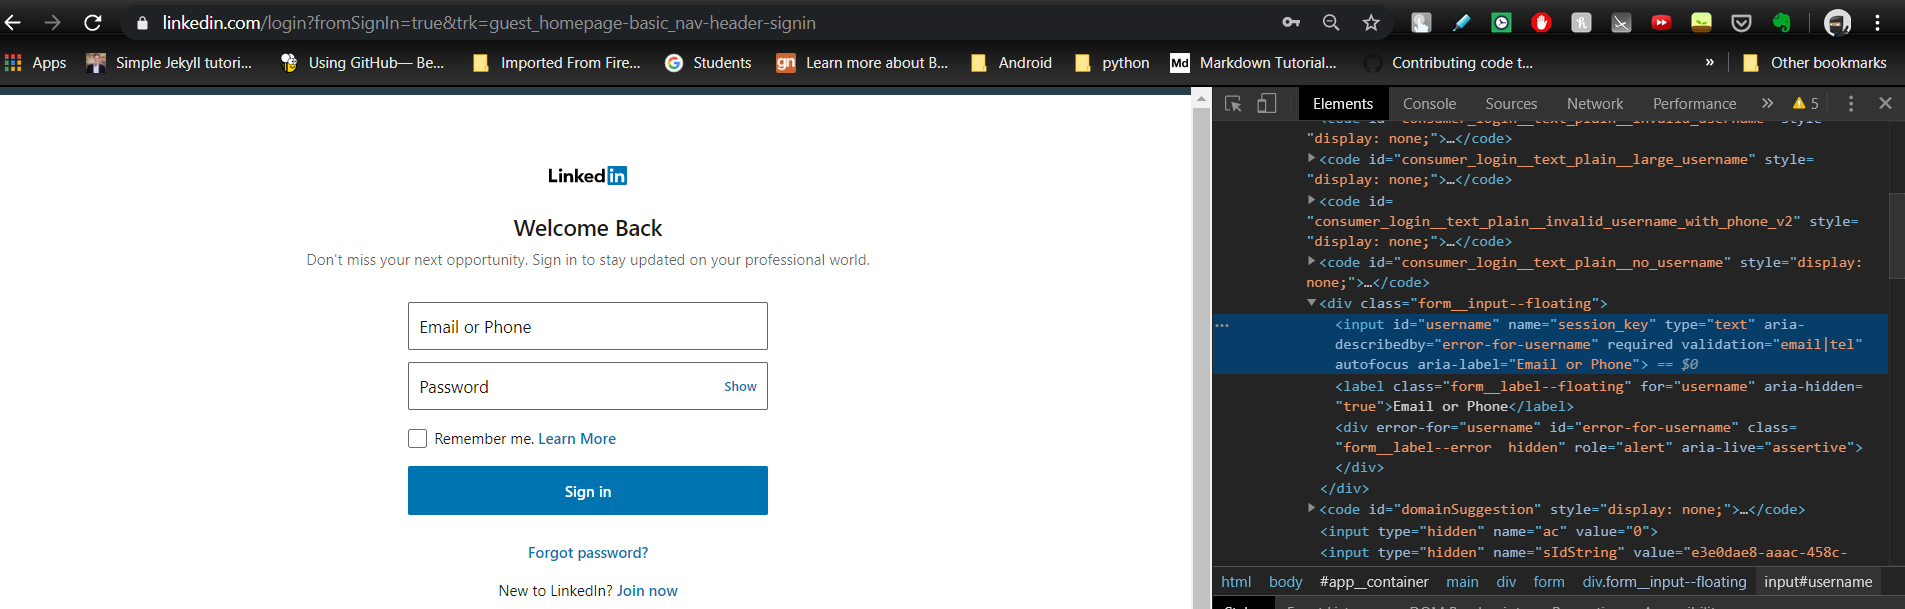 linkedin.com/login?fromSignIn=true&trk=guest_homepage-basic_nav-header-signin
Apps Simple Jekyll tutori... Using GitHub— Be... Imported From Fire... Students gn Learn more about B... Android python Md Markdown Tutorial... Contributing code t... » Other bookmarks
Linked in
Welcome Back
Don't miss your next opportunity. Sign in to stay updated on your professional world.
Email or Phone
Password Show
Remember me. Learn More
Sign in
Forgot password?
New to LinkedIn? Join now
Elements Console Sources Network Performance » 5
<code id="consumer_login__text_plain__invalid_username" style=
"display: none;">…</code>
<code id="consumer_login__text_plain__large_username" style=
"display: none;">…</code>
<code id=
"consumer_login__text_plain__invalid_username_with_phone_v2" style=
"display: none;">…</code>
<code id="consumer_login__text_plain__no_username" style="display:
none;">…</code>
<div class="form__input--floating">
<input id="username" name="session_key" type="text" aria-
describedby="error-for-username" required validation="email|tel"
autofocus aria-label="Email or Phone"> == $0
<label class="form__label--floating" for="username" aria-hidden=
"true">Email or Phone</label>
<div error-for="username" id="error-for-username" class=
"form__label--error  hidden" role="alert" aria-live="assertive">
</div>
</div>
<code id="domainSuggestion" style="display: none;">…</code>
<input type="hidden" name="ac" value="0">
<input type="hidden" name="sIdString" value="e3e0dae8-aaac-458c-
html body #app__container main div form div.form__input--floating input#username